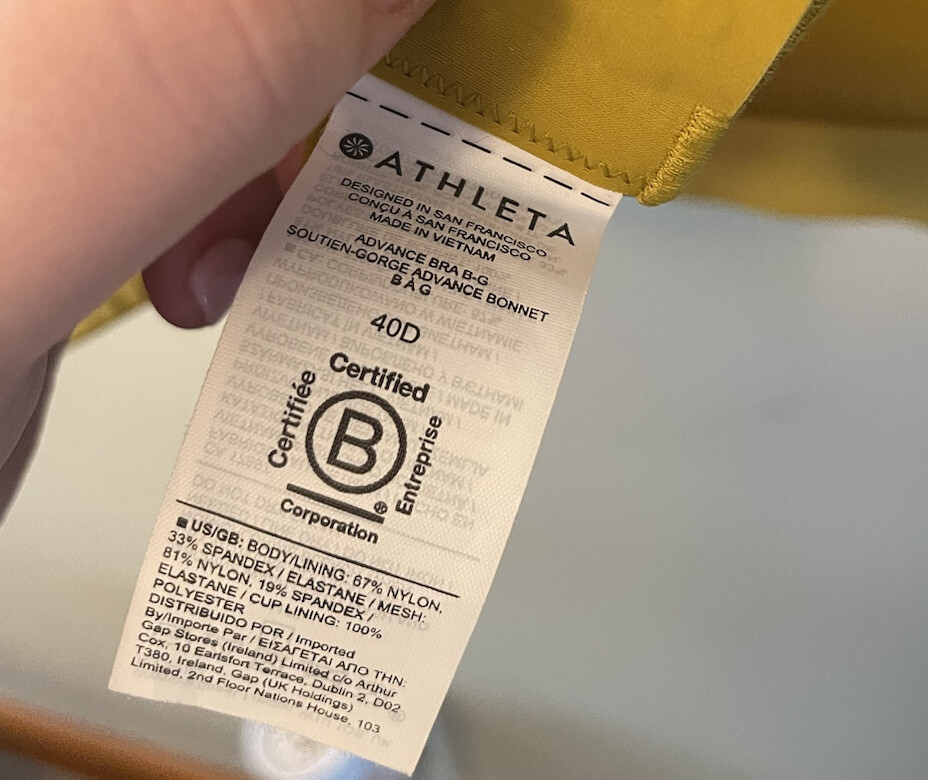 ATHLETA
DESIGNED IN SAN FRANCISCO
CONÇU À SAN FRANCISCO
MADE IN VIETNAM
ADVANCE BRA B-G
SOUTIEN-GORGE ADVANCE BONNET
B À G
40D
Certified
Certifiée
B
Entreprise
®
Corporation
US/GB: BODY/LINING: 67% NYLON,
33% SPANDEX / ELASTANE / MESH:
81% NYLON, 19% SPANDEX /
ELASTANE / CUP LINING: 100%
POLYESTER
DISTRIBUIDO POR / Imported
By/Importe Par / ΕΙΣΑΓΕΤΑΙ ΑΠΟ ΤΗΝ:
Gap Stores (Ireland) Limited c/o Arthur
Cox, 10 Earlsfort Terrace, Dublin 2, D02
T380, Ireland, Gap (UK Holdings)
Limited, 2nd Floor Nations House, 103